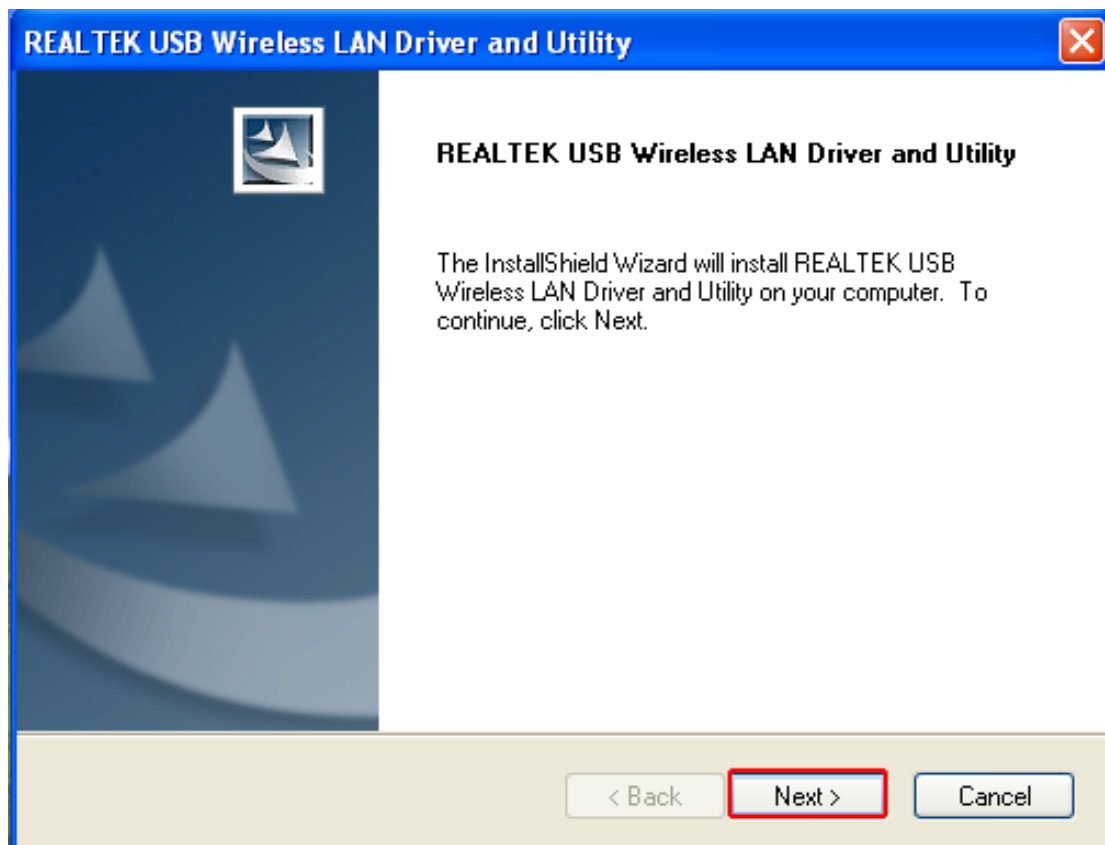 REALTEK USB Wireless LAN Driver and Utility
REALTEK USB Wireless LAN Driver and Utility
The InstallShield Wizard will install REALTEK USB
Wireless LAN Driver and Utility on your computer.  To
continue, click Next.
< Back
Next >
Cancel